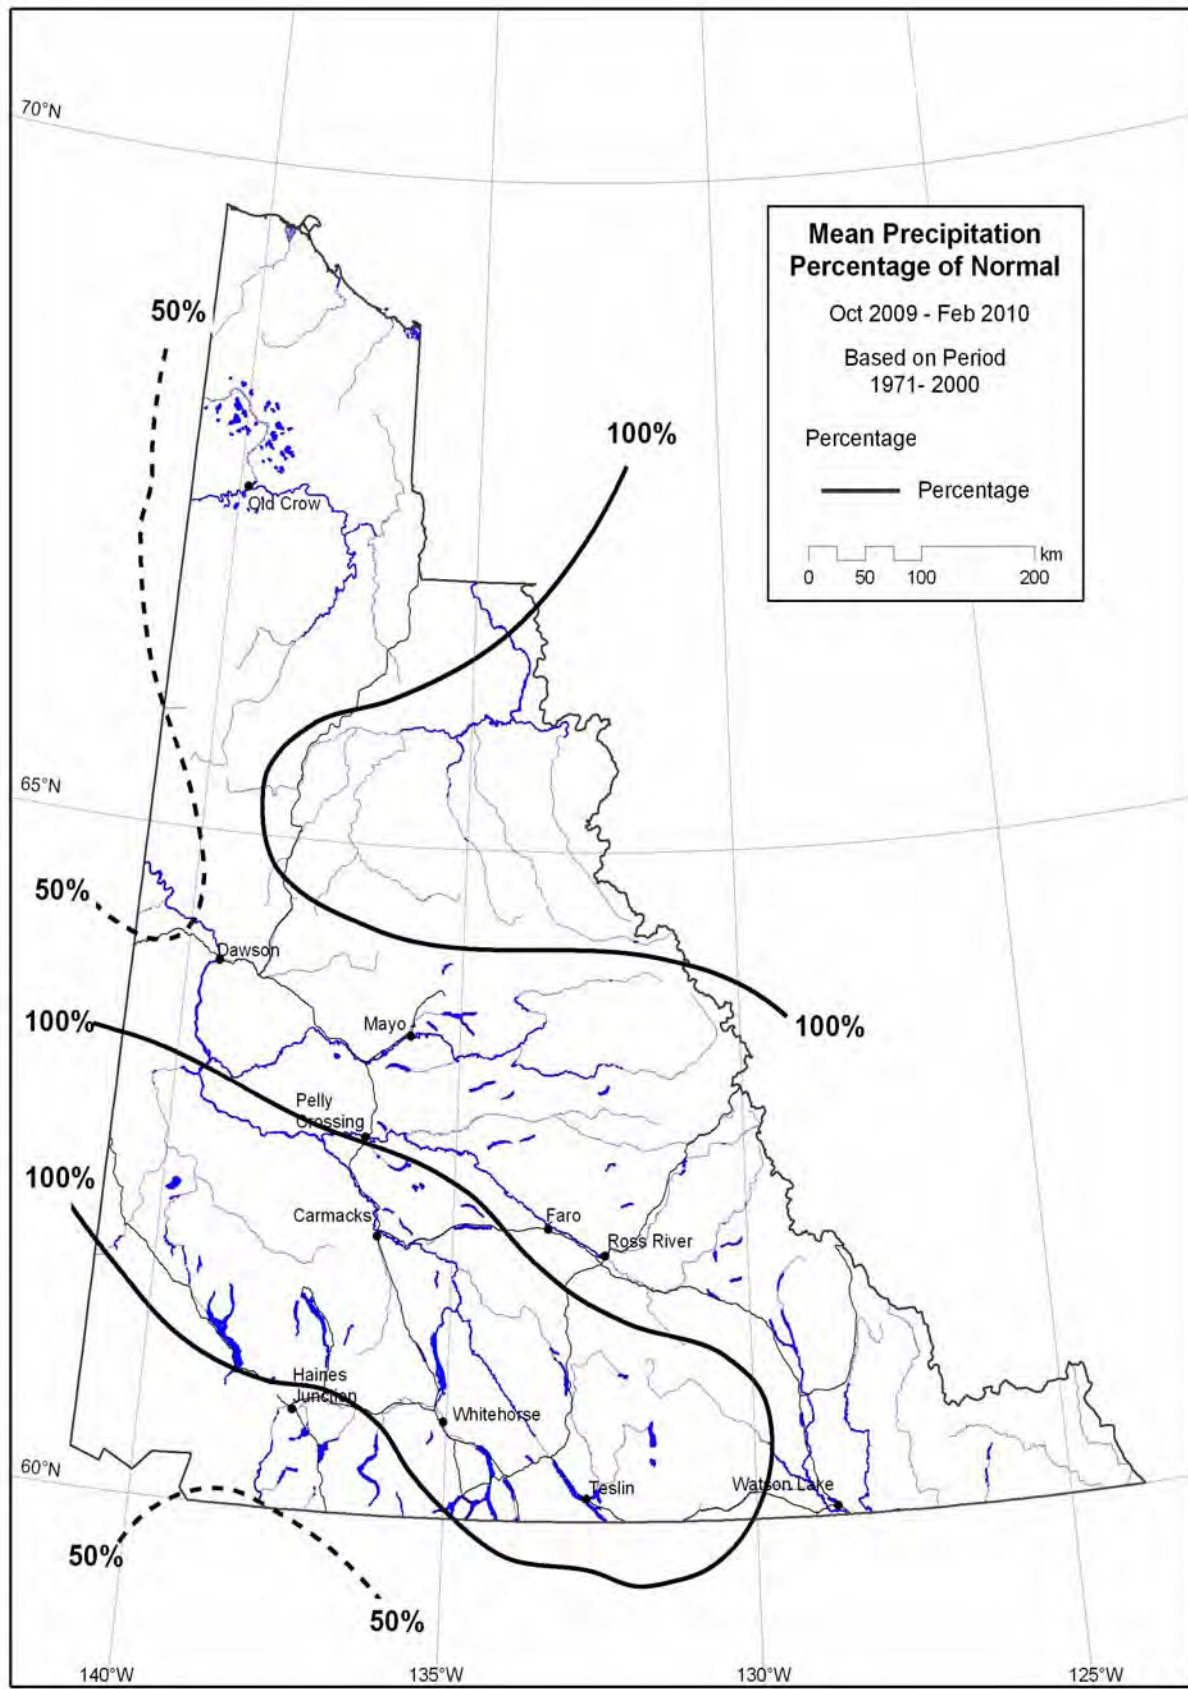 70°N
Mean Precipitation
Percentage of Normal
Oct 2009 - Feb 2010
Based on Period
1971- 2000
Percentage
Percentage
km
0 50 100 200
50%
100%
Old Crow
65°N
50%
Dawson
100%
Mayo
100%
Pelly
Crossing
100%
Carmacks
Faro
Ross River
Haines
Junction
Whitehorse
60°N
Teslin
Watson Lake
50%
50%
140°W 135°W 130°W 125°W